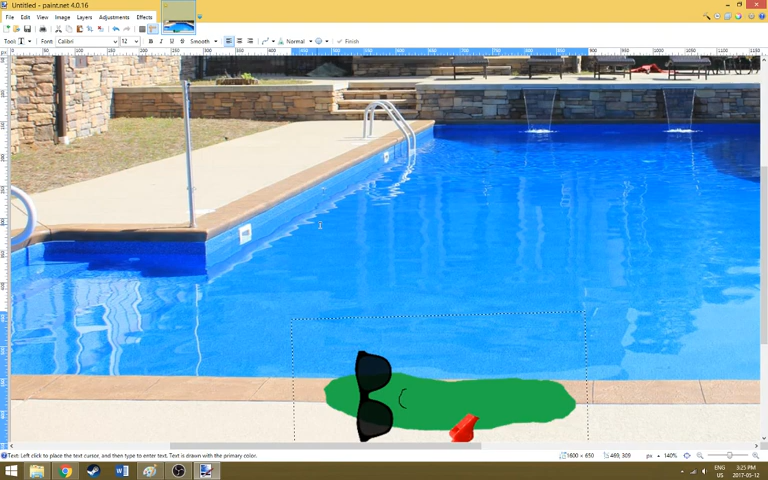 Untitled - paint.net 4.0.16
File Edit View Image Layers Adjustments Effects
Tool: T Font: Calibri 12 B I U S Smooth Normal Finish
Text: Left click to place the text cursor, and then type to enter text. Text is drawn with the primary color.
1600 × 650
469, 309
px
140%
ENG
US
3:25 PM
2017-05-12